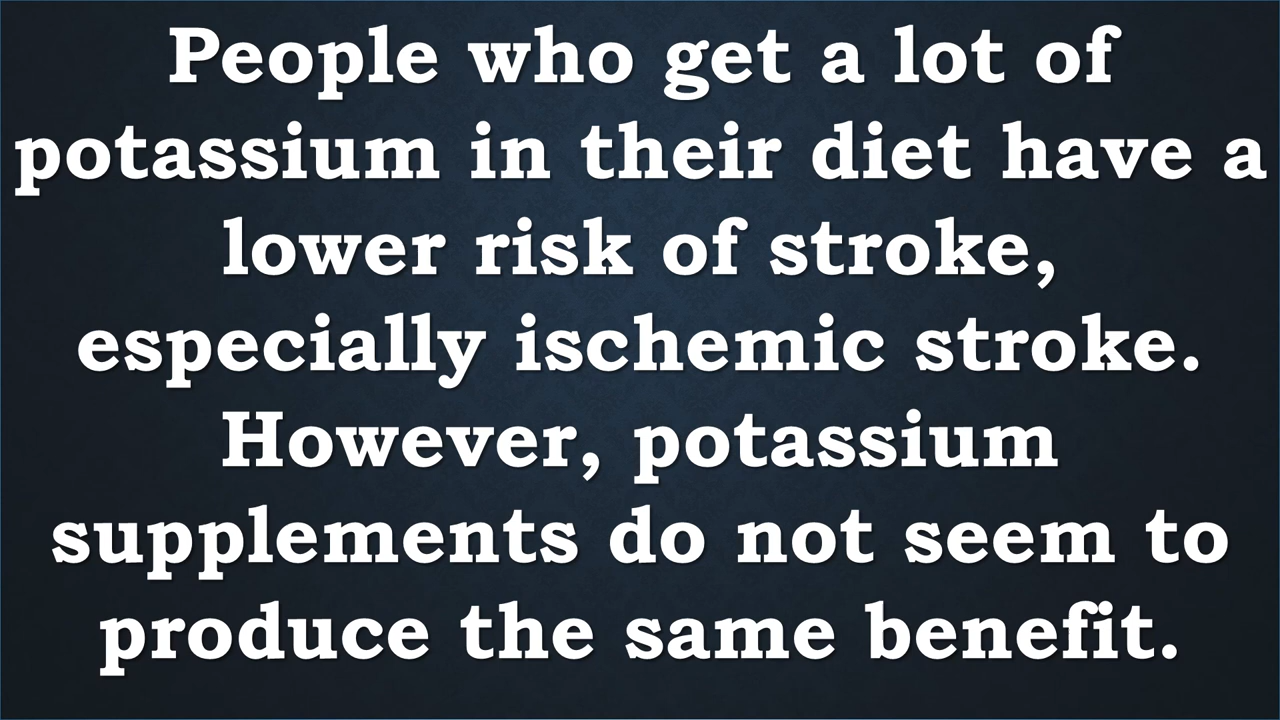 People who get a lot of
potassium in their diet have a
lower risk of stroke,
especially ischemic stroke.
However, potassium
supplements do not seem to
produce the same benefit.